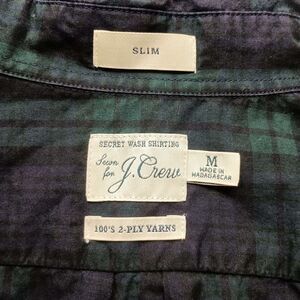 SLIM
SECRET WASH SHIRTING
Sewn
for
J.Crew
M
MADE IN
MADAGASCAR
100'S 2-PLY YARNS